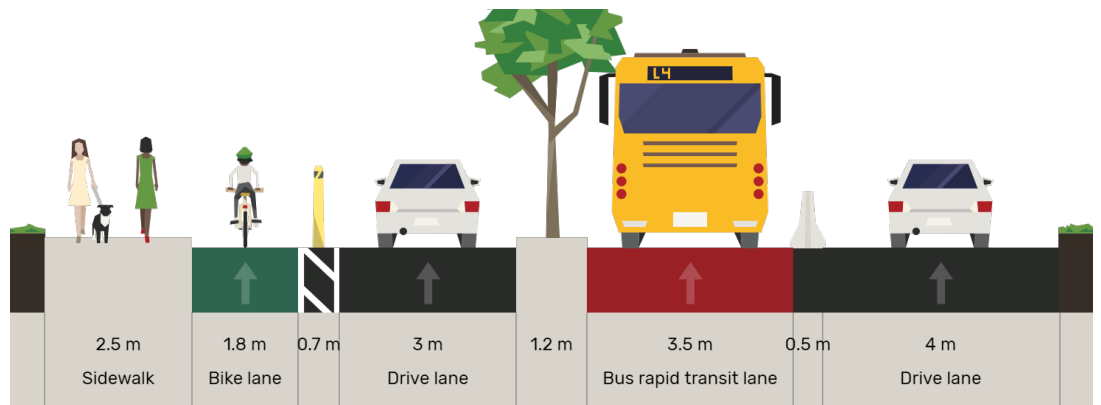 L4
2.5 m
1.8 m
0.7 m
3 m
1.2 m
3.5 m
0.5 m
4 m
Sidewalk
Bike lane
Drive lane
Bus rapid transit lane
Drive lane